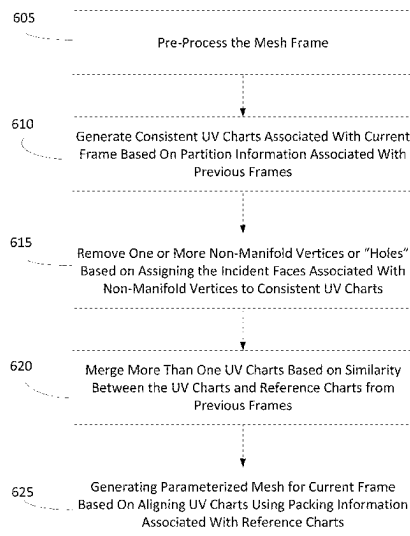 605
Pre-Process the Mesh Frame
610
Generate Consistent UV Charts Associated With Current
Frame Based On Partition Information Associated With
Previous Frames
615
Remove One or More Non-Manifold Vertices or "Holes"
Based on Assigning the Incident Faces Associated With
Non-Manifold Vertices to Consistent UV Charts
620
Merge More Than One UV Charts Based on Similarity
Between the UV Charts and Reference Charts from
Previous Frames
625
Generating Parameterized Mesh for Current Frame
Based On Aligning UV Charts Using Packing Information
Associated With Reference Charts